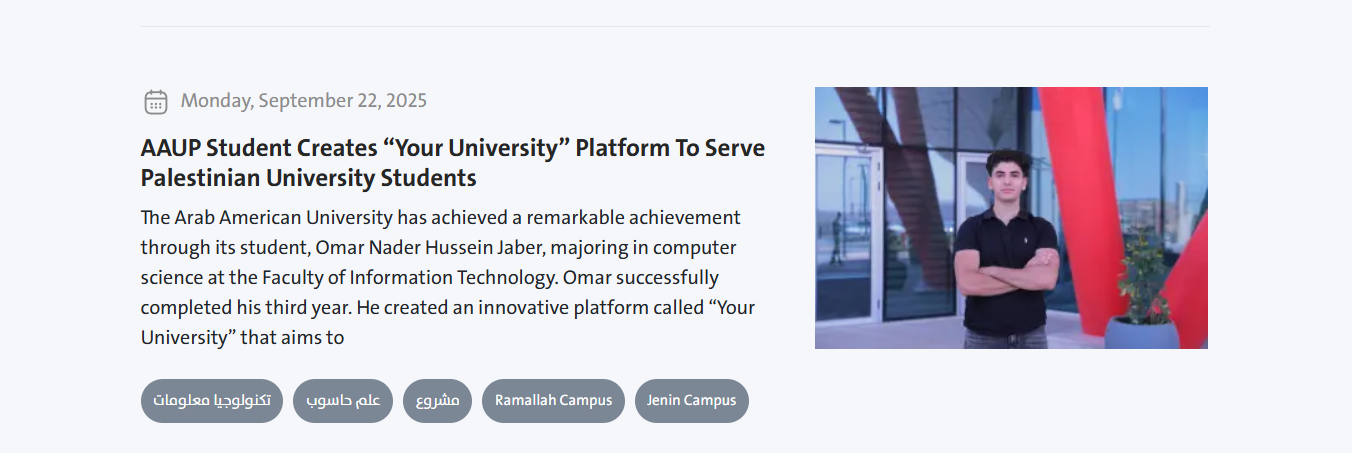 Monday, September 22, 2025
AAUP Student Creates “Your University” Platform To Serve
Palestinian University Students
The Arab American University has achieved a remarkable achievement
through its student, Omar Nader Hussein Jaber, majoring in computer
science at the Faculty of Information Technology. Omar successfully
completed his third year. He created an innovative platform called “Your
University” that aims to
تكنولوجيا معلومات
علم حاسوب
مشروع
Ramallah Campus
Jenin Campus